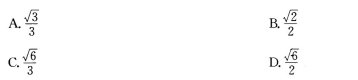 A. √3/3 B. √2/2
C. √6/3 D. √6/2